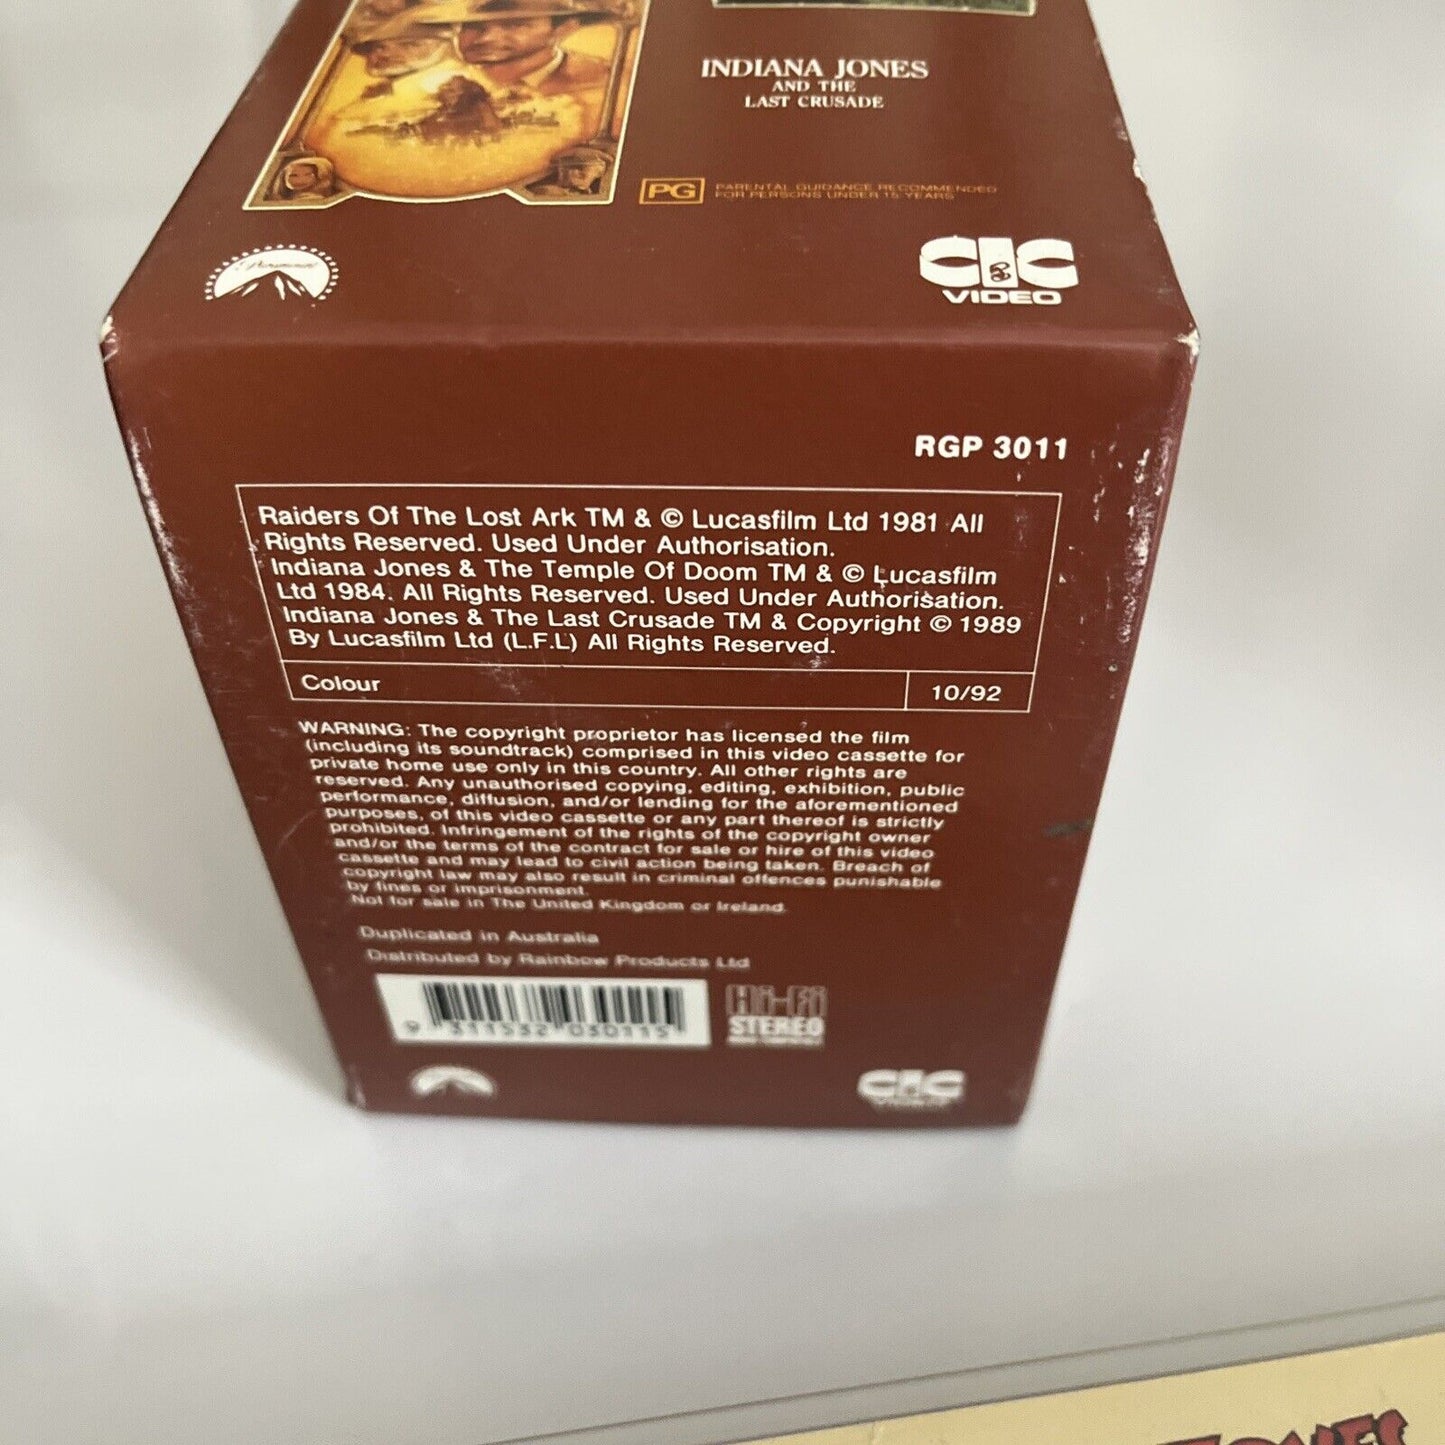 INDIANA JONES
AND THE
LAST CRUSADE
PG
PARENTAL GUIDANCE RECOMMENDED
FOR PERSONS UNDER 15 YEARS
Paramount
CIC
VIDEO
RGP 3011
Raiders Of The Lost Ark TM & © Lucasfilm Ltd 1981 All
Rights Reserved. Used Under Authorisation.
Indiana Jones & The Temple Of Doom TM & © Lucasfilm
Ltd 1984. All Rights Reserved. Used Under Authorisation.
Indiana Jones & The Last Crusade TM & Copyright © 1989
By Lucasfilm Ltd (L.F.L) All Rights Reserved.
Colour
10/92
WARNING: The copyright proprietor has licensed the film
(including its soundtrack) comprised in this video cassette for
private home use only in this country. All other rights are
reserved. Any unauthorised copying, editing, exhibition, public
performance, diffusion, and/or lending for the aforementioned
purposes, of this video cassette or any part thereof is strictly
prohibited. Infringement of the rights of the copyright owner
and/or the terms of the contract for sale or hire of this video
cassette and may lead to civil action being taken. Breach of
copyright law may also result in criminal offences punishable
by fines or imprisonment.
Not for sale in The United Kingdom or Ireland.
Duplicated in Australia
Distributed by Rainbow Products Ltd
9 311532 030115
Hi-Fi
STEREO
CIC
VIDEO